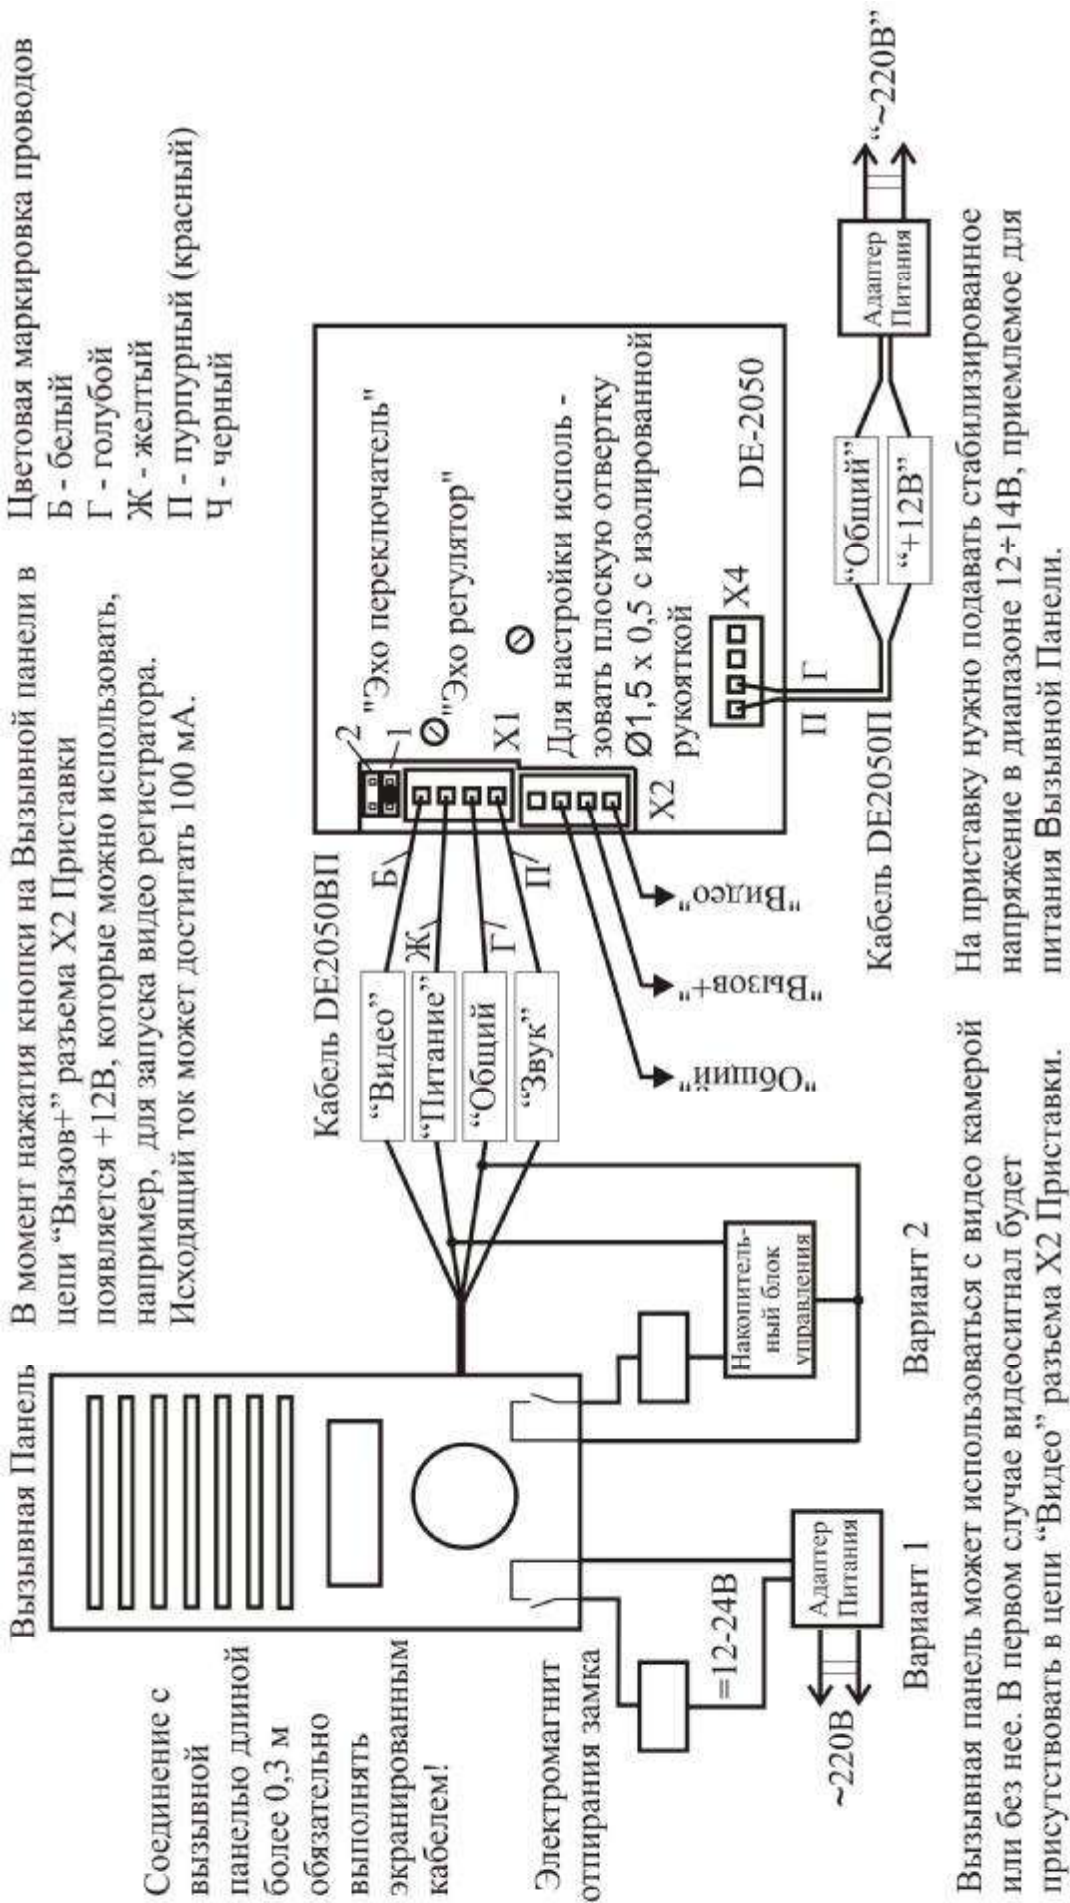 Вызывная Панель
В момент нажатия кнопки на Вызывной панели в
цепи “Вызов+” разъема X2 Приставки
появляется +12В, которые можно использовать,
например, для запуска видео регистратора.
Исходящий ток может достигать 100 мА.
Цветовая маркировка проводов
Б - белый
Г - голубой
Ж - желтый
П - пурпурный (красный)
Ч - черный
Соединение с
вызывной
панелью длиной
более 0,3 м
обязательно
выполнять
экранированным
кабелем!
Электромагнит
отпирания замка
Кабель DE2050ВП
“Видео”
“Питание”
“Общий
“Звук”
Б
Ж
Г
П
2
1
"Эхо переключатель"
"Эхо регулятор"
X1
Для настройки исполь -
зовать плоскую отвертку
Ø1,5 х 0,5 с изолированной
рукояткой
X2
X4
DE-2050
"Общий"
"Вызов+"
"Видео"
П
Г
Кабель DE2050П
“Общий”
“+12В”
Адаптер
Питания
“~220В”
=12-24В
Адаптер
Питания
~220В
Вариант 1
Накопитель-
ный блок
управления
Вариант 2
Вызывная панель может использоваться с видео камерой
или без нее. В первом случае видеосигнал будет
присутствовать в цепи “Видео” разъема X2 Приставки.
На приставку нужно подавать стабилизированное
напряжение в диапазоне 12÷14В, приемлемое для
питания Вызывной Панели.